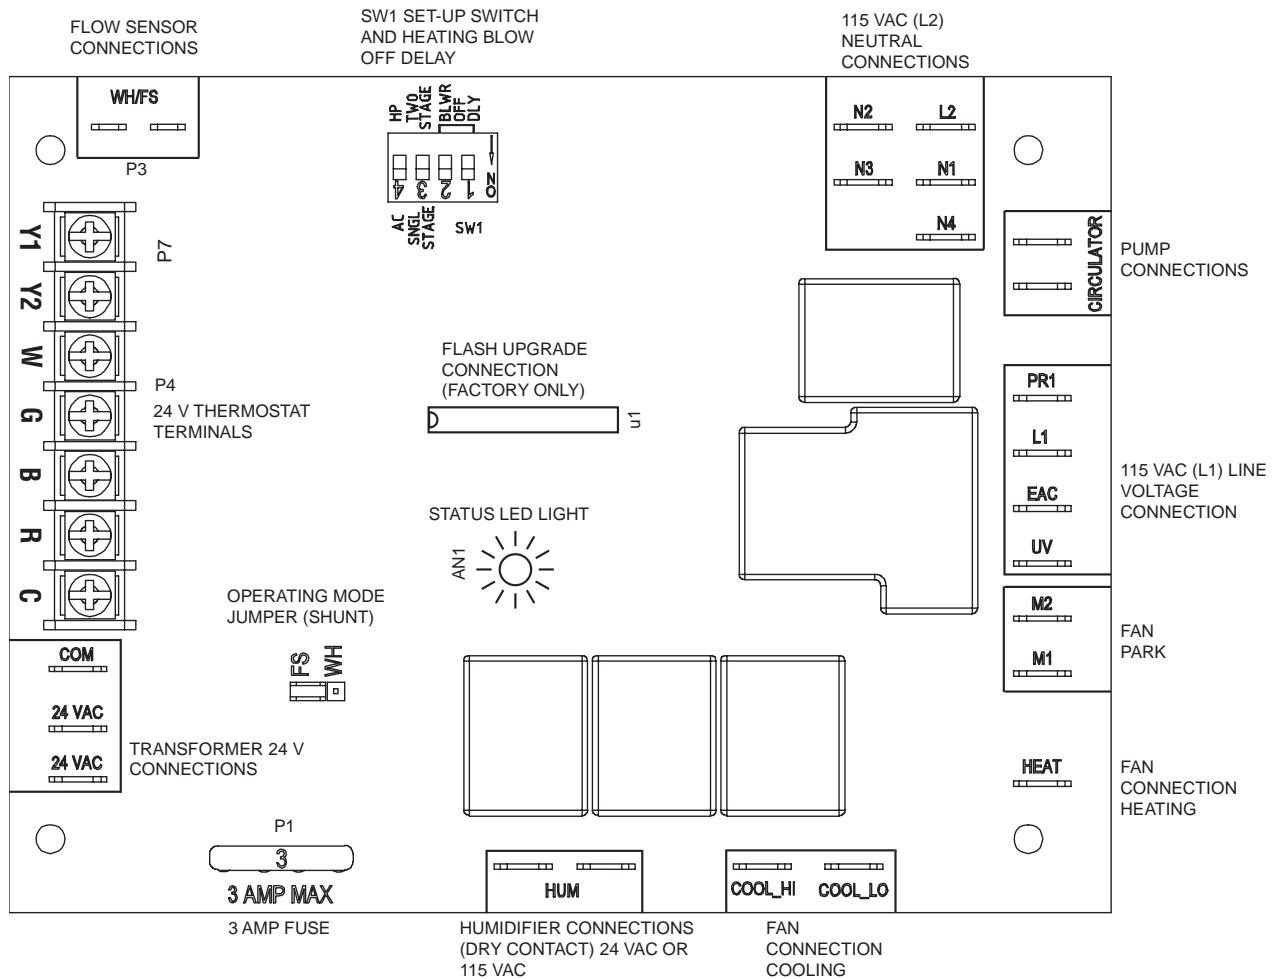 FLOW SENSOR
CONNECTIONS
SW1 SET-UP SWITCH
AND HEATING BLOW
OFF DELAY
115 VAC (L2)
NEUTRAL
CONNECTIONS
WH/FS
P3
HP
TWO
STAGE
BLWR
OFF
DLY
4
3
2
1
NO
AC
SNGL
STAGE
SW1
N2
L2
N3
N1
N4
CIRCULATOR
PUMP
CONNECTIONS
Y1
Y2
W
G
B
R
C
P7
P4
24 V THERMOSTAT
TERMINALS
FLASH UPGRADE
CONNECTION
(FACTORY ONLY)
u1
PR1
L1
EAC
UV
115 VAC (L1) LINE
VOLTAGE
CONNECTION
STATUS LED LIGHT
AN1
OPERATING MODE
JUMPER (SHUNT)
FS
WH
M2
M1
FAN
PARK
COM
24 VAC
24 VAC
TRANSFORMER 24 V
CONNECTIONS
HEAT
FAN
CONNECTION
HEATING
P1
3
3 AMP MAX
3 AMP FUSE
HUM
HUMIDIFIER CONNECTIONS
(DRY CONTACT) 24 VAC OR
115 VAC
COOL_HI
COOL_LO
FAN
CONNECTION
COOLING